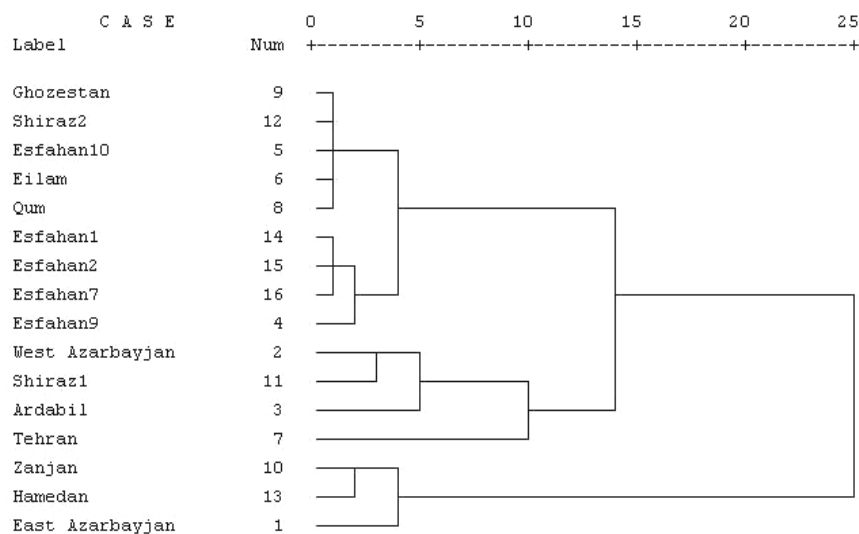 C A S E 0 5 10 15 20 25
Label Num +---------+---------+---------+---------+---------+
Ghozestan 9
Shiraz2 12
Esfahan10 5
Eilam 6
Qum 8
Esfahan1 14
Esfahan2 15
Esfahan7 16
Esfahan9 4
West Azarbayjan 2
Shiraz1 11
Ardabil 3
Tehran 7
Zanjan 10
Hamedan 13
East Azarbayjan 1